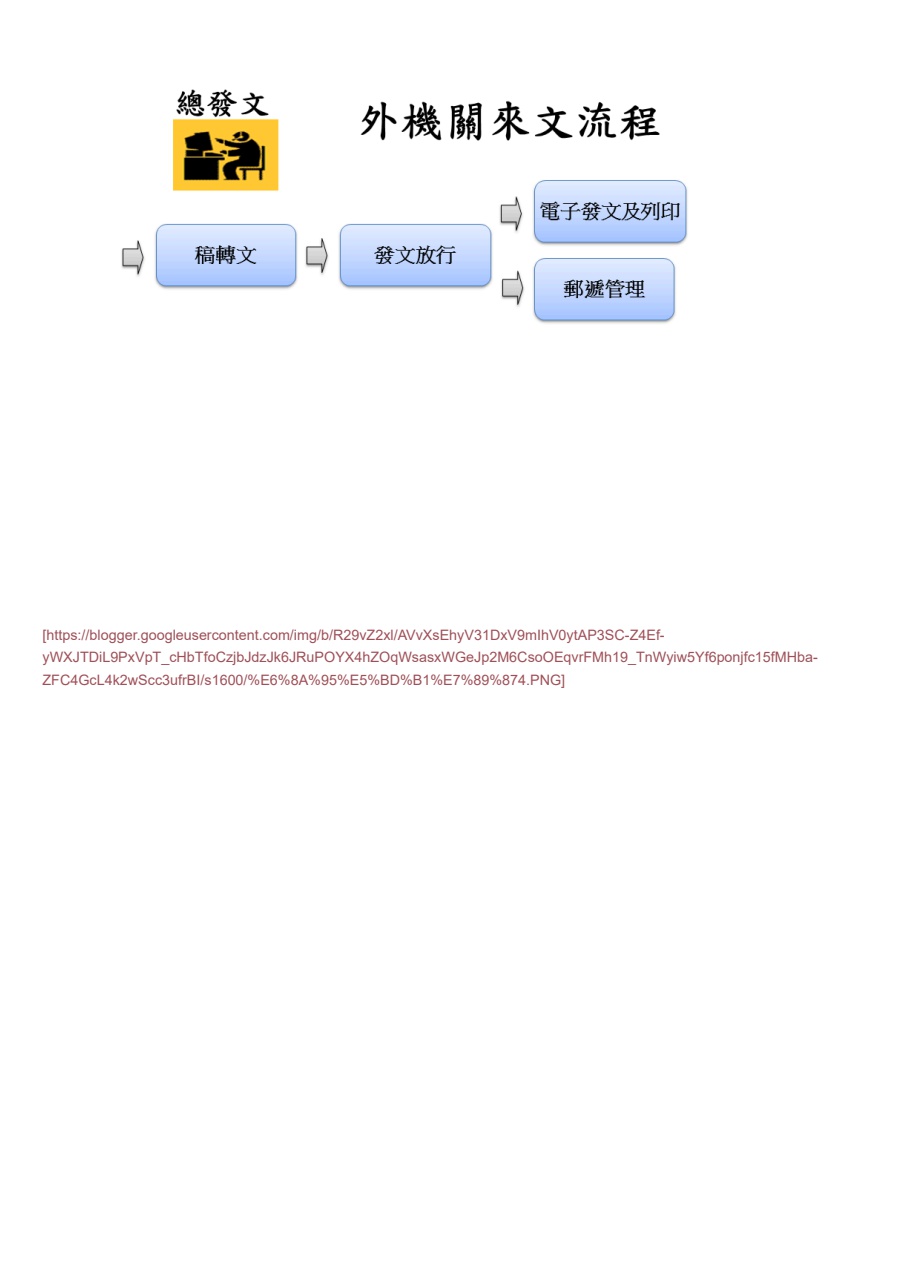 總發文
外機關來文流程
稿轉文
發文放行
電子發文及列印
郵遞管理
[https://blogger.googleusercontent.com/img/b/R29vZ2xl/AVvXsEhyV31DxV9mIhV0ytAP3SC-Z4Ef-
yWXJTDiL9PxVpT_cHbTfoCzjbJdzJk6JRuPOYX4hZOqWsasxWGeJp2M6CsoOEqvrFMh19_TnWyiw5Yf6ponjfc15fMHba-
ZFC4GcL4k2wScc3ufrBI/s1600/%E6%8A%95%E5%BD%B1%E7%89%874.PNG]